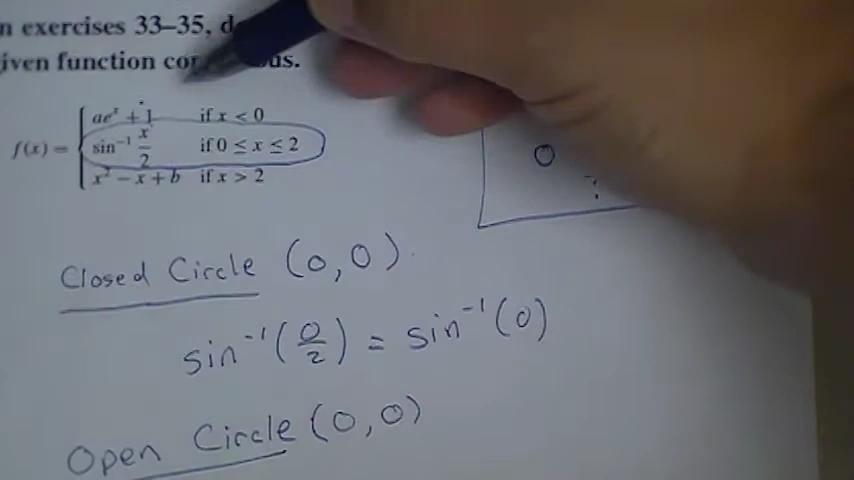 n exercises 33–35, d
iven function co us.
f(x) = { ae^x + 1 if x < 0
sin^-1 x/2 if 0 ≤ x ≤ 2
x^2 - x + b if x > 2
0
Closed Circle (0,0)
sin^-1(0/2) = sin^-1(0)
Open Circle (0,0)